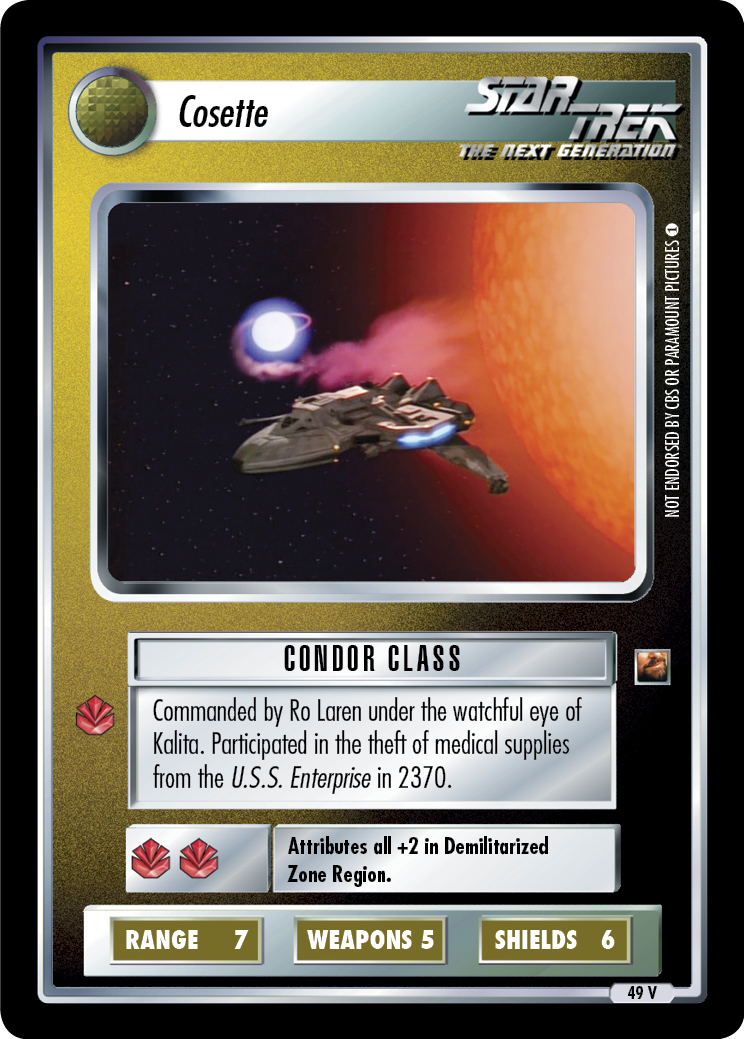 Cosette
STAR TREK
THE NEXT GENERATION
NOT ENDORSED BY CBS OR PARAMOUNT PICTURES 1
CONDOR CLASS
Commanded by Ro Laren under the watchful eye of
Kalita. Participated in the theft of medical supplies
from the U.S.S. Enterprise in 2370.
Attributes all +2 in Demilitarized
Zone Region.
RANGE 7 WEAPONS 5 SHIELDS 6
49 V